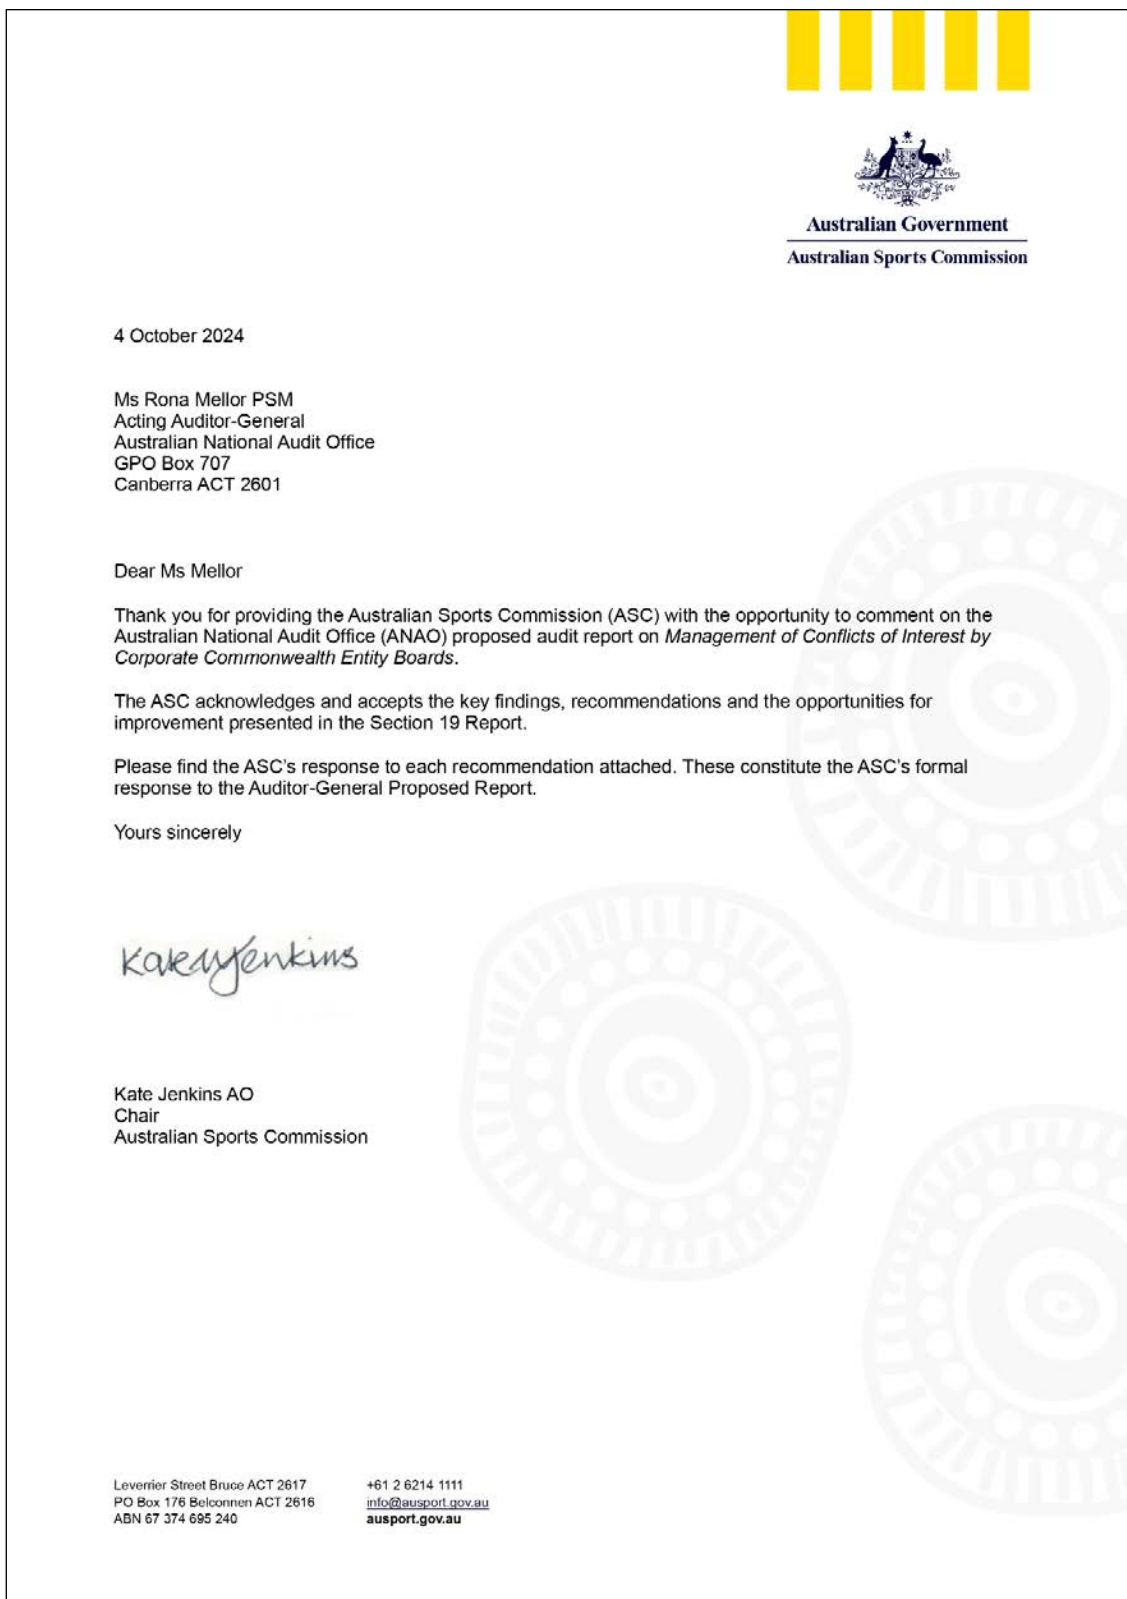 Australian Government
Australian Sports Commission
4 October 2024
Ms Rona Mellor PSM
Acting Auditor-General
Australian National Audit Office
GPO Box 707
Canberra ACT 2601
Dear Ms Mellor
Thank you for providing the Australian Sports Commission (ASC) with the opportunity to comment on the
Australian National Audit Office (ANAO) proposed audit report on Management of Conflicts of Interest by
Corporate Commonwealth Entity Boards.
The ASC acknowledges and accepts the key findings, recommendations and the opportunities for
improvement presented in the Section 19 Report.
Please find the ASC's response to each recommendation attached. These constitute the ASC's formal
response to the Auditor-General Proposed Report.
Yours sincerely
Kate Jenkins
Kate Jenkins AO
Chair
Australian Sports Commission
Leverrier Street Bruce ACT 2617
PO Box 176 Belconnen ACT 2616
ABN 67 374 695 240
+61 2 6214 1111
info@ausport.gov.au
ausport.gov.au